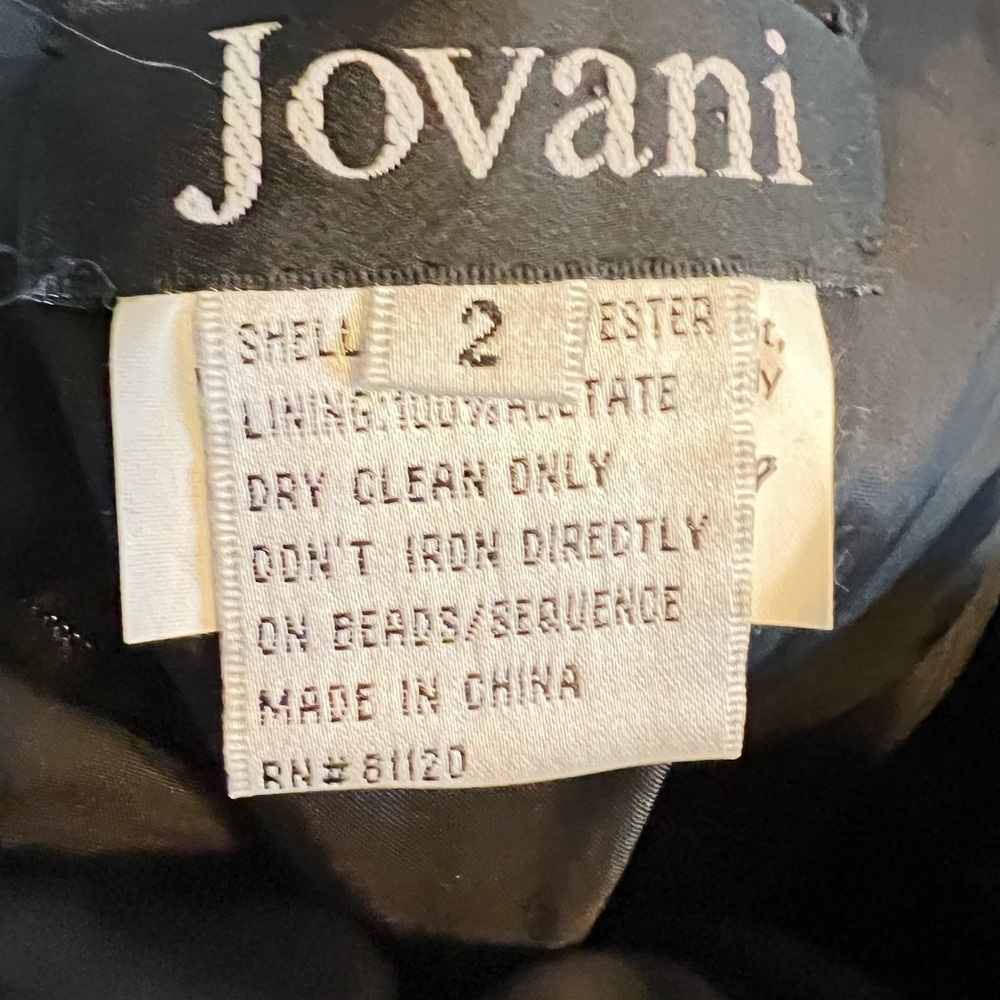 Jovani
2
SHELL ESTER
LINING:100%ACETATE
DRY CLEAN ONLY
DON'T IRON DIRECTLY
ON BEADS/SEQUENCE
MADE IN CHINA
RN# 81120